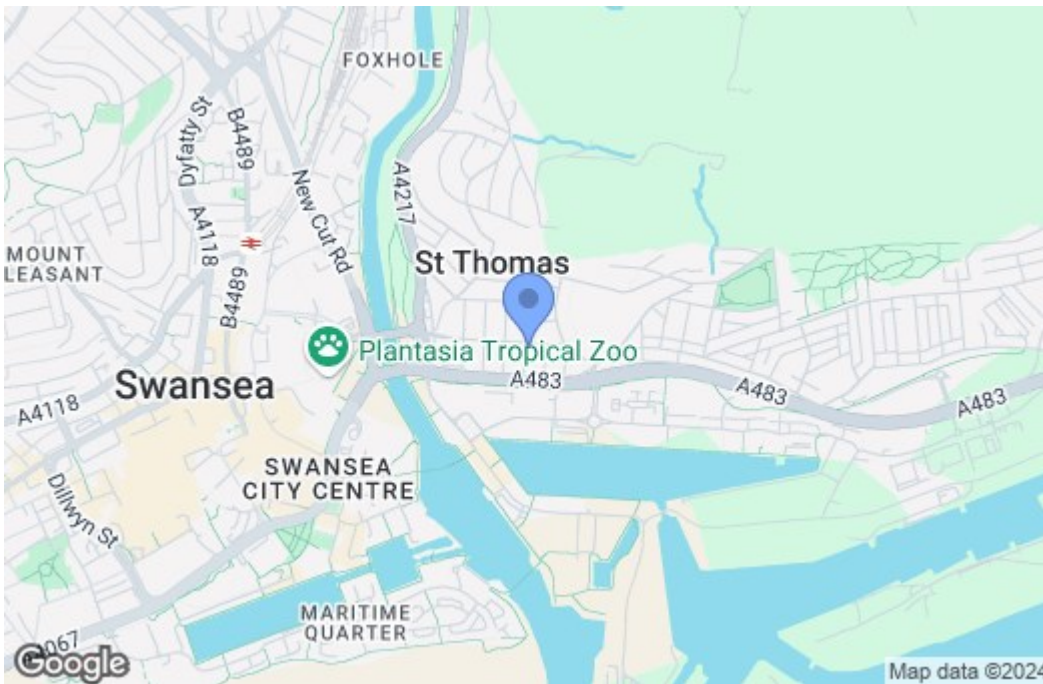 FOXHOLE
Dyfatty St
B4489
A4217
New Cut Rd
A4118
MOUNT
LEASANT
B4489
St Thomas
Plantasia Tropical Zoo
Swansea
A483
A483
A483
A4118
SWANSEA
CITY CENTRE
Dillwyn St
MARITIME
QUARTER
4067
Google
Map data ©2024